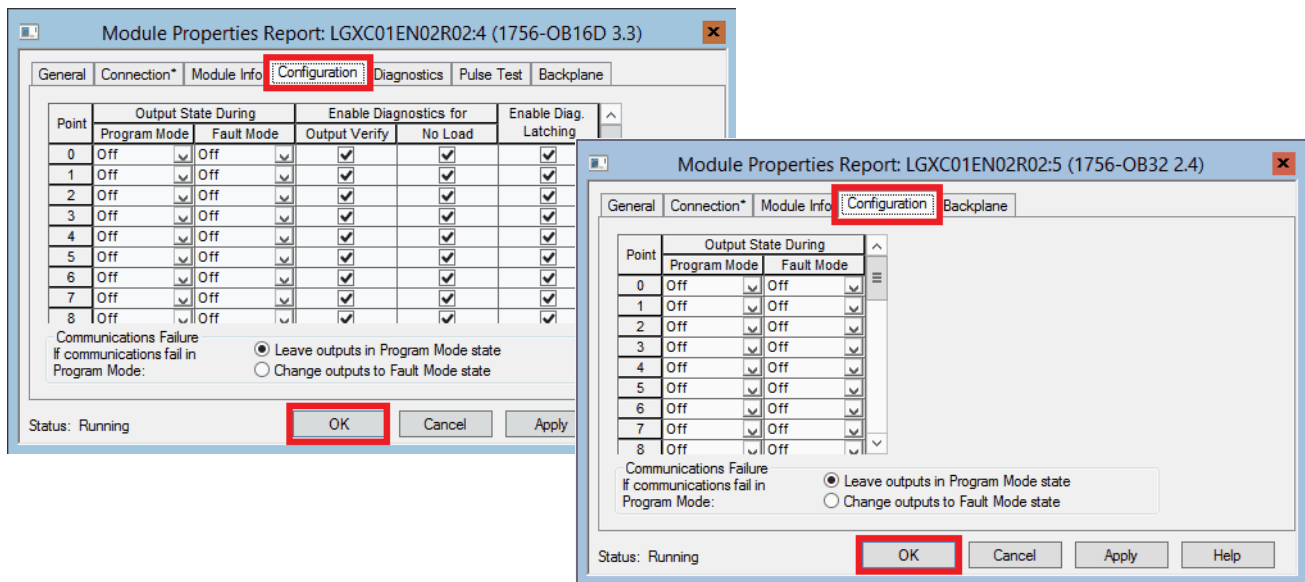 Module Properties Report: LGXC01EN02R02:4 (1756-OB16D 3.3)
General Connection* Module Info Configuration Diagnostics Pulse Test Backplane
Point Output State During Enable Diagnostics for Enable Diag. Latching
Program Mode Fault Mode Output Verify No Load
0 Off Off
1 Off Off
2 Off Off
3 Off Off
4 Off Off
5 Off Off
6 Off Off
7 Off Off
8 Off Off
Communications Failure
If communications fail in
Program Mode:
Leave outputs in Program Mode state
Change outputs to Fault Mode state
Status: Running
OK Cancel Apply
Module Properties Report: LGXC01EN02R02:5 (1756-OB32 2.4)
General Connection* Module Info Configuration Backplane
Point Output State During
Program Mode Fault Mode
0 Off Off
1 Off Off
2 Off Off
3 Off Off
4 Off Off
5 Off Off
6 Off Off
7 Off Off
8 Off Off
Communications Failure
If communications fail in
Program Mode:
Leave outputs in Program Mode state
Change outputs to Fault Mode state
Status: Running
OK Cancel Apply Help